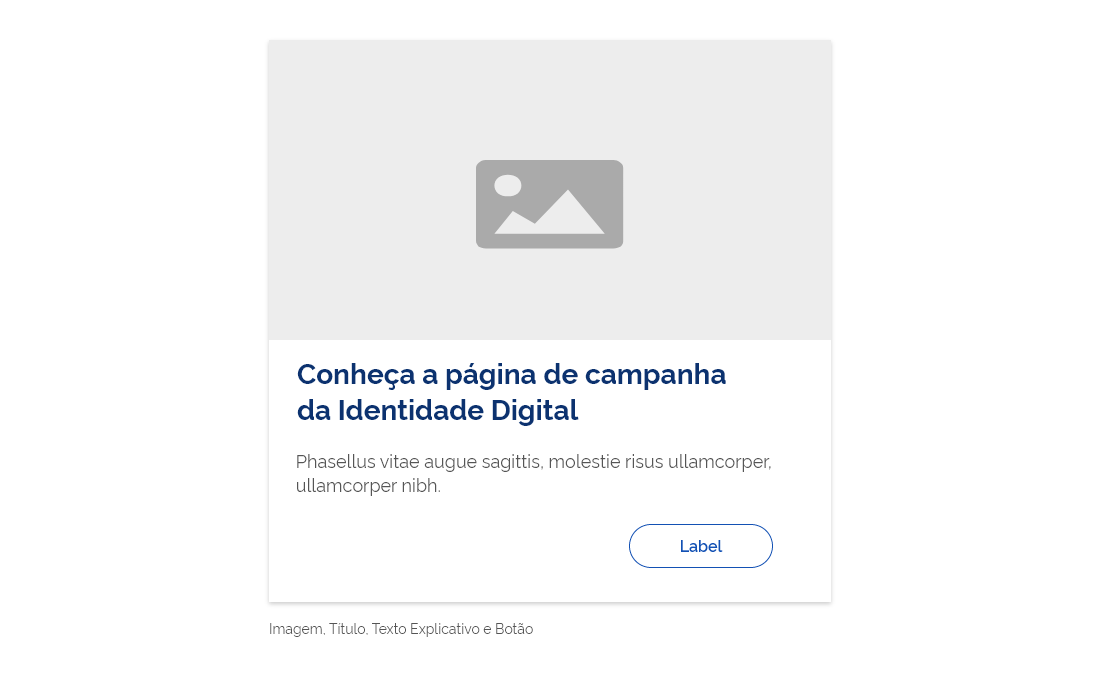 Conheça a página de campanha
da Identidade Digital
Phasellus vitae augue sagittis, molestie risus ullamcorper,
ullamcorper nibh.
Label
Imagem, Título, Texto Explicativo e Botão